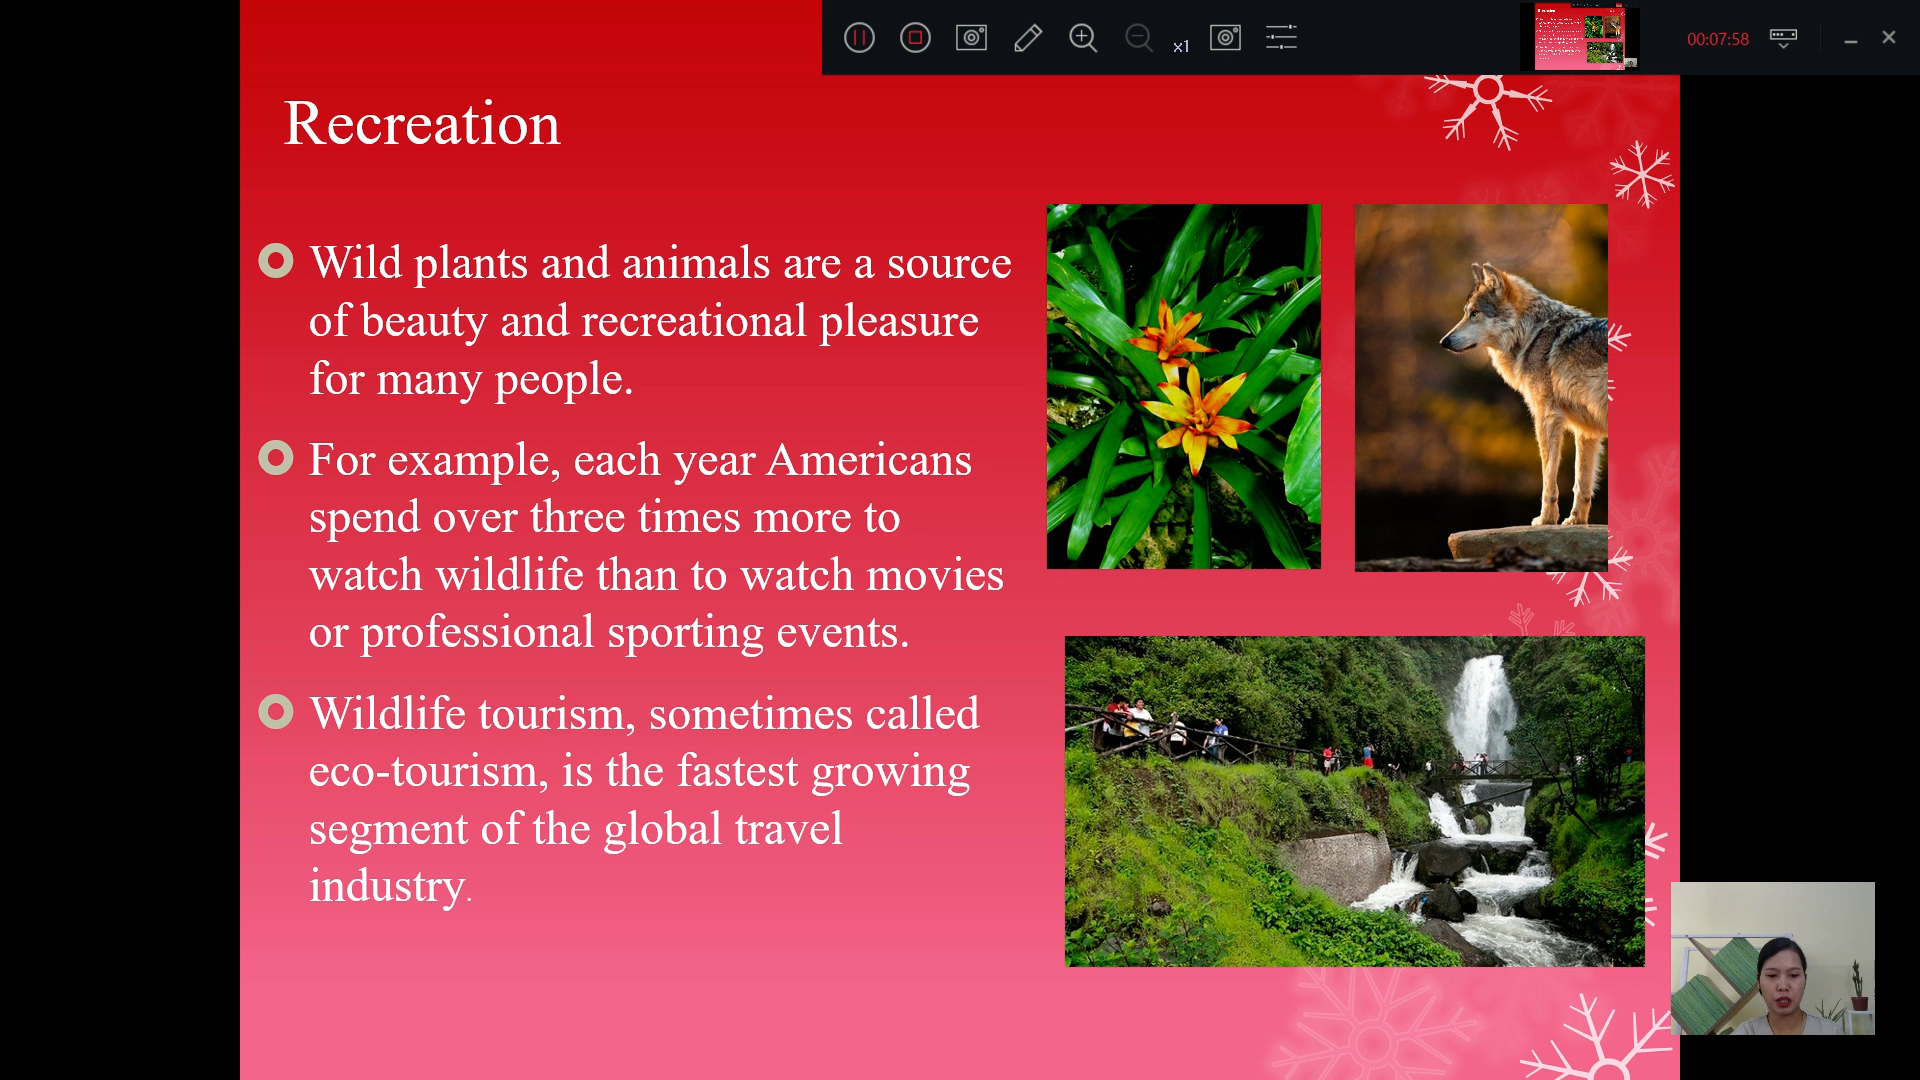 x1
00:07:58
Recreation
Wild plants and animals are a source
of beauty and recreational pleasure
for many people.
For example, each year Americans
spend over three times more to
watch wildlife than to watch movies
or professional sporting events.
Wildlife tourism, sometimes called
eco-tourism, is the fastest growing
segment of the global travel
industry.